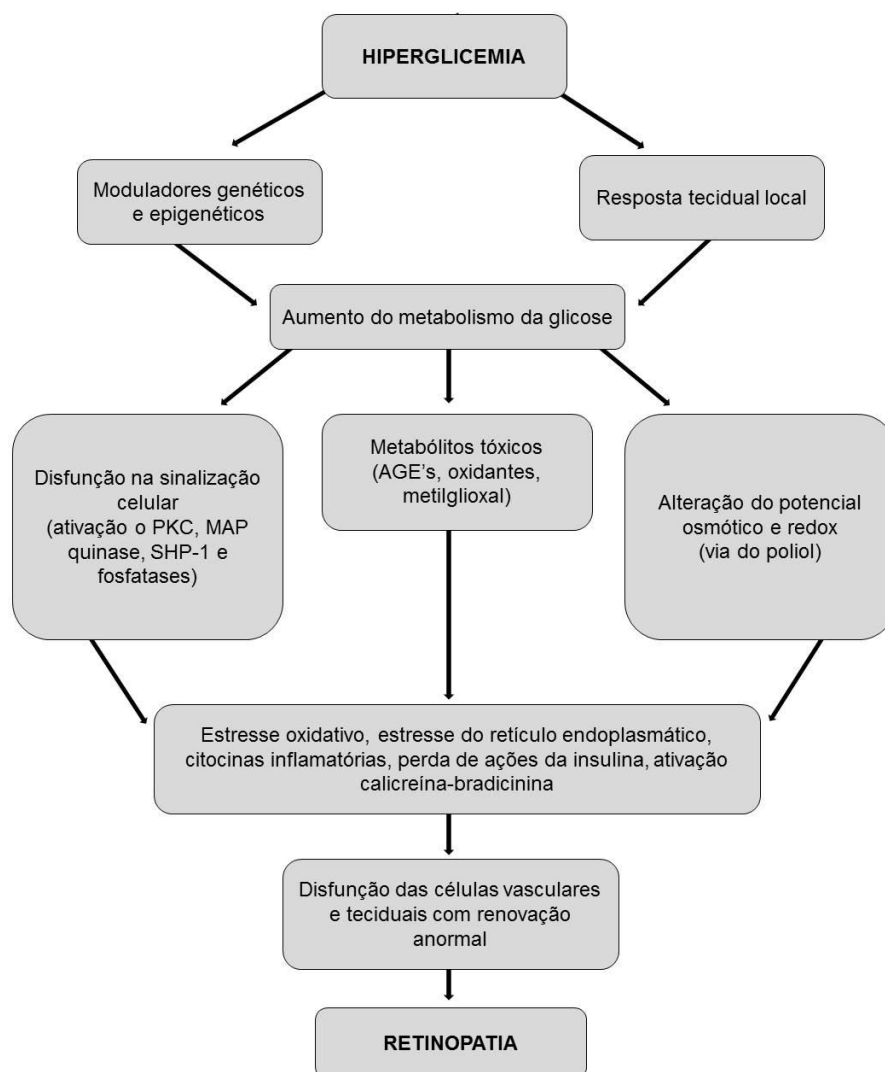 HIPERGLICEMIA
Moduladores genéticos
e epigenéticos
Resposta tecidual local
Aumento do metabolismo da glicose
Disfunção na sinalização
celular
(ativação o PKC, MAP
quinase, SHP-1 e
fosfatases)
Metabólitos tóxicos
(AGE's, oxidantes,
metilglioxal)
Alteração do potencial
osmótico e redox
(via do poliol)
Estresse oxidativo, estresse do retículo endoplasmático,
citocinas inflamatórias, perda de ações da insulina, ativação
calicreína-bradicinina
Disfunção das células vasculares
e teciduais com renovação
anormal
RETINOPATIA